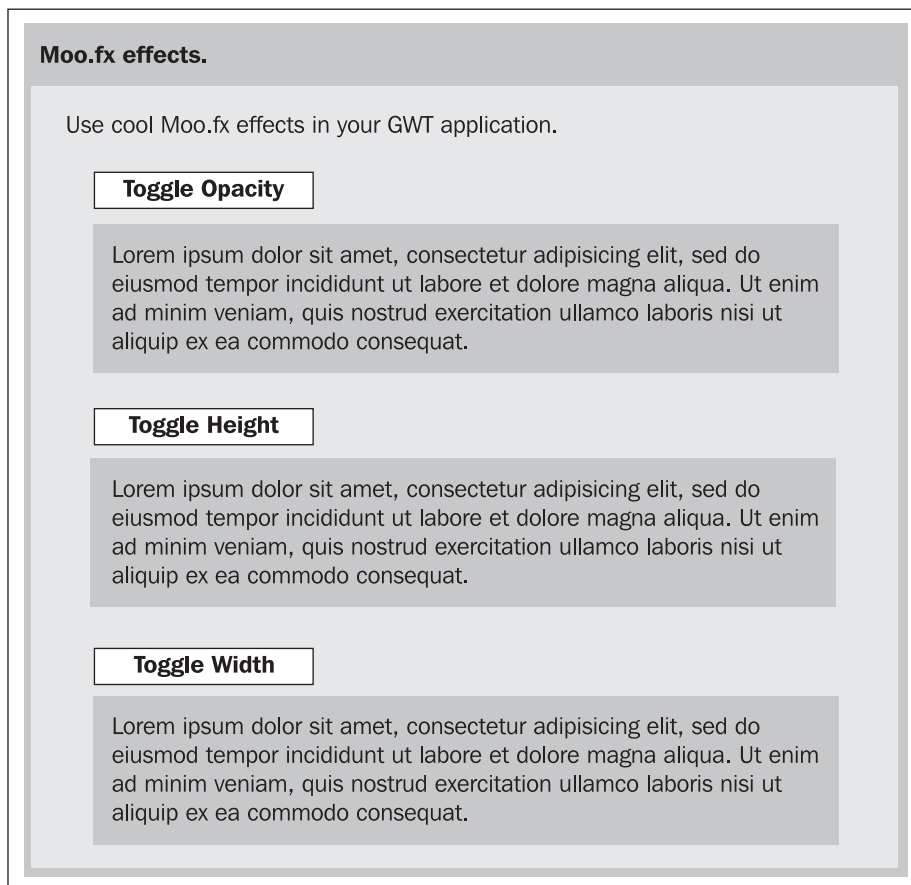 Moo.fx effects.
Use cool Moo.fx effects in your GWT application.
Toggle Opacity
Lorem ipsum dolor sit amet, consectetur adipisicing elit, sed do
eiusmod tempor incididunt ut labore et dolore magna aliqua. Ut enim
ad minim veniam, quis nostrud exercitation ullamco laboris nisi ut
aliquip ex ea commodo consequat.
Toggle Height
Lorem ipsum dolor sit amet, consectetur adipisicing elit, sed do
eiusmod tempor incididunt ut labore et dolore magna aliqua. Ut enim
ad minim veniam, quis nostrud exercitation ullamco laboris nisi ut
aliquip ex ea commodo consequat.
Toggle Width
Lorem ipsum dolor sit amet, consectetur adipisicing elit, sed do
eiusmod tempor incididunt ut labore et dolore magna aliqua. Ut enim
ad minim veniam, quis nostrud exercitation ullamco laboris nisi ut
aliquip ex ea commodo consequat.